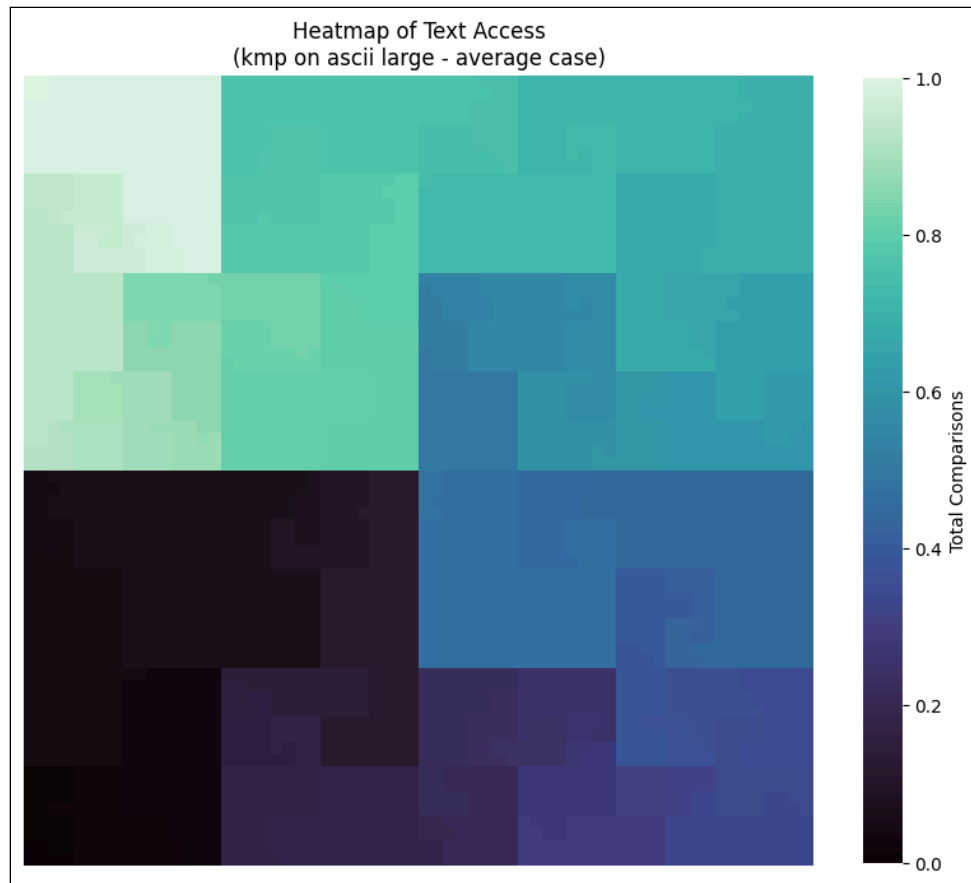 Heatmap of Text Access
(kmp on ascii large - average case)
1.0
0.8
0.6
0.4
0.2
0.0
Total Comparisons